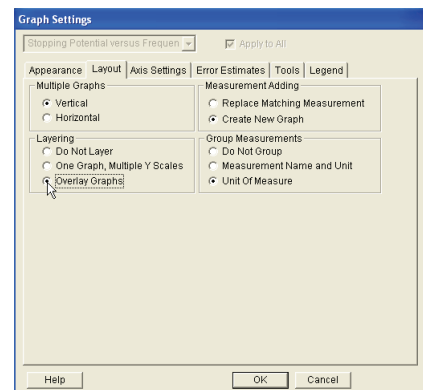 Graph Settings
Stopping Potential versus Frequen
Apply to All
Appearance Layout Axis Settings Error Estimates Tools Legend
Multiple Graphs
Vertical
Horizontal
Measurement Adding
Replace Matching Measurement
Create New Graph
Layering
Do Not Layer
One Graph, Multiple Y Scales
Overlay Graphs
Group Measurements
Do Not Group
Measurement Name and Unit
Unit Of Measure
Help OK Cancel